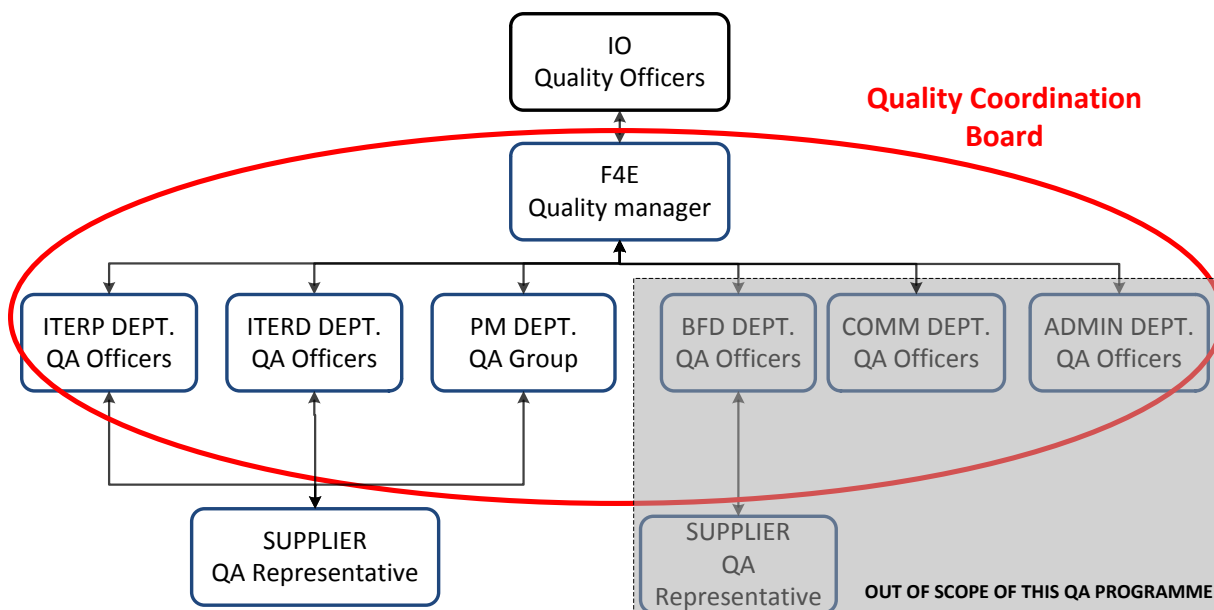 IO
Quality Officers
Quality Coordination
Board
F4E
Quality manager
ITERP DEPT.
QA Officers
ITERD DEPT.
QA Officers
PM DEPT.
QA Group
BFD DEPT.
QA Officers
COMM DEPT.
QA Officers
ADMIN DEPT.
QA Officers
SUPPLIER
QA Representative
SUPPLIER
QA
Representative
OUT OF SCOPE OF THIS QA PROGRAMME